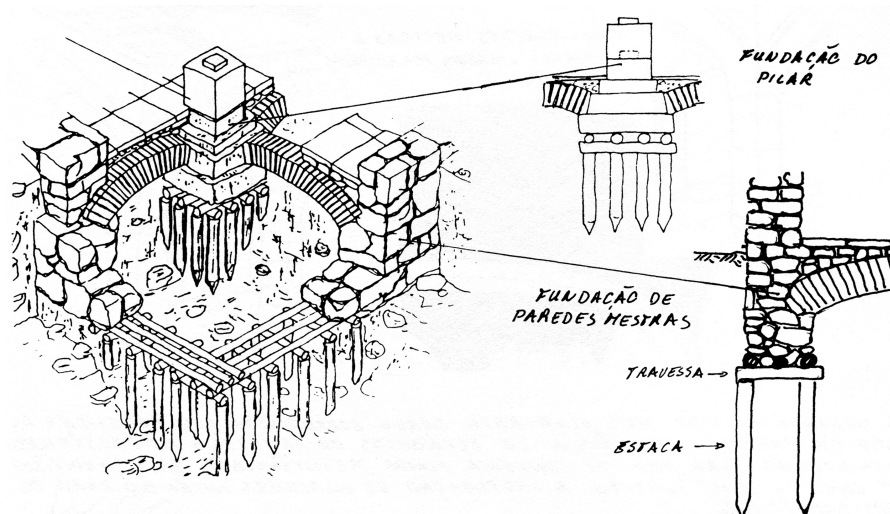 FUNDAÇÃO DO
PILAR
FUNDAÇÃO DE
PAREDES MESTRAS
TRAVESSA
ESTACA